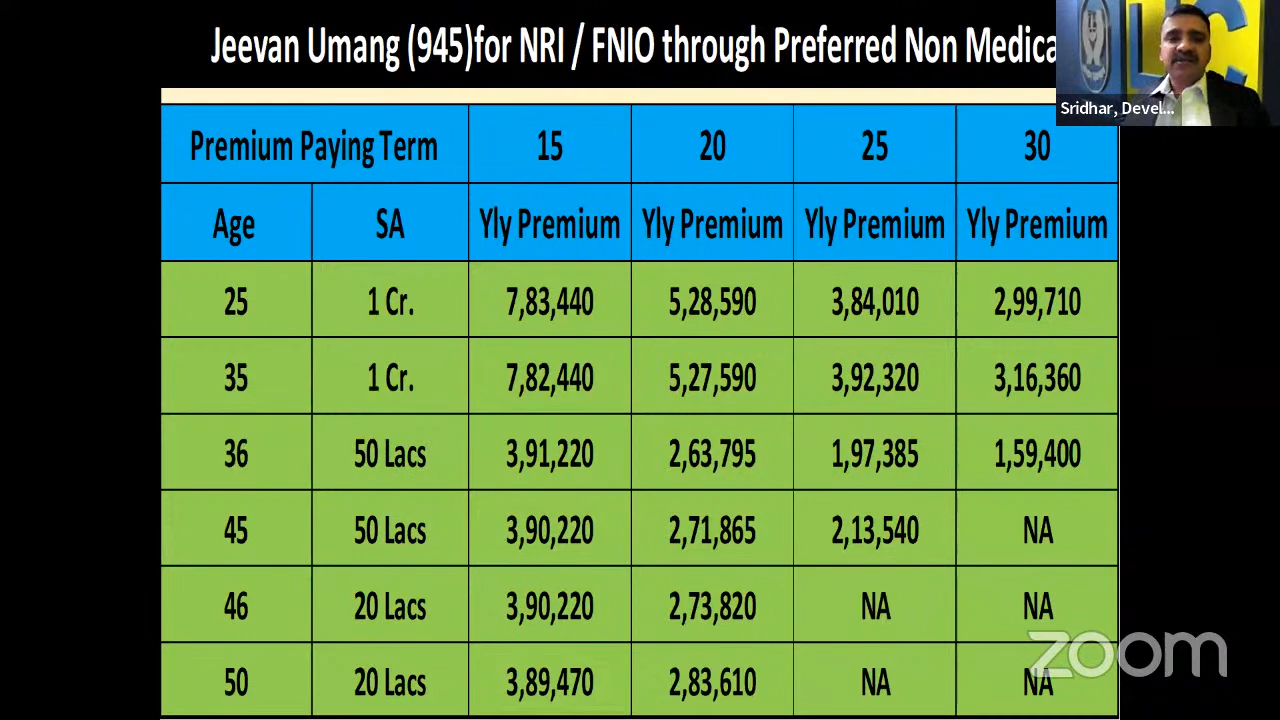 Jeevan Umang (945)for NRI / FNIO through Preferred Non Medica
Sridhar, Devel...
Premium Paying Term 15 20 25 30
Age SA Yly Premium Yly Premium Yly Premium Yly Premium
25 1 Cr. 7,83,440 5,28,590 3,84,010 2,99,710
35 1 Cr. 7,82,440 5,27,590 3,92,320 3,16,360
36 50 Lacs 3,91,220 2,63,795 1,97,385 1,59,400
45 50 Lacs 3,90,220 2,71,865 2,13,540 NA
46 20 Lacs 3,90,220 2,73,820 NA NA
50 20 Lacs 3,89,470 2,83,610 NA NA
zoom